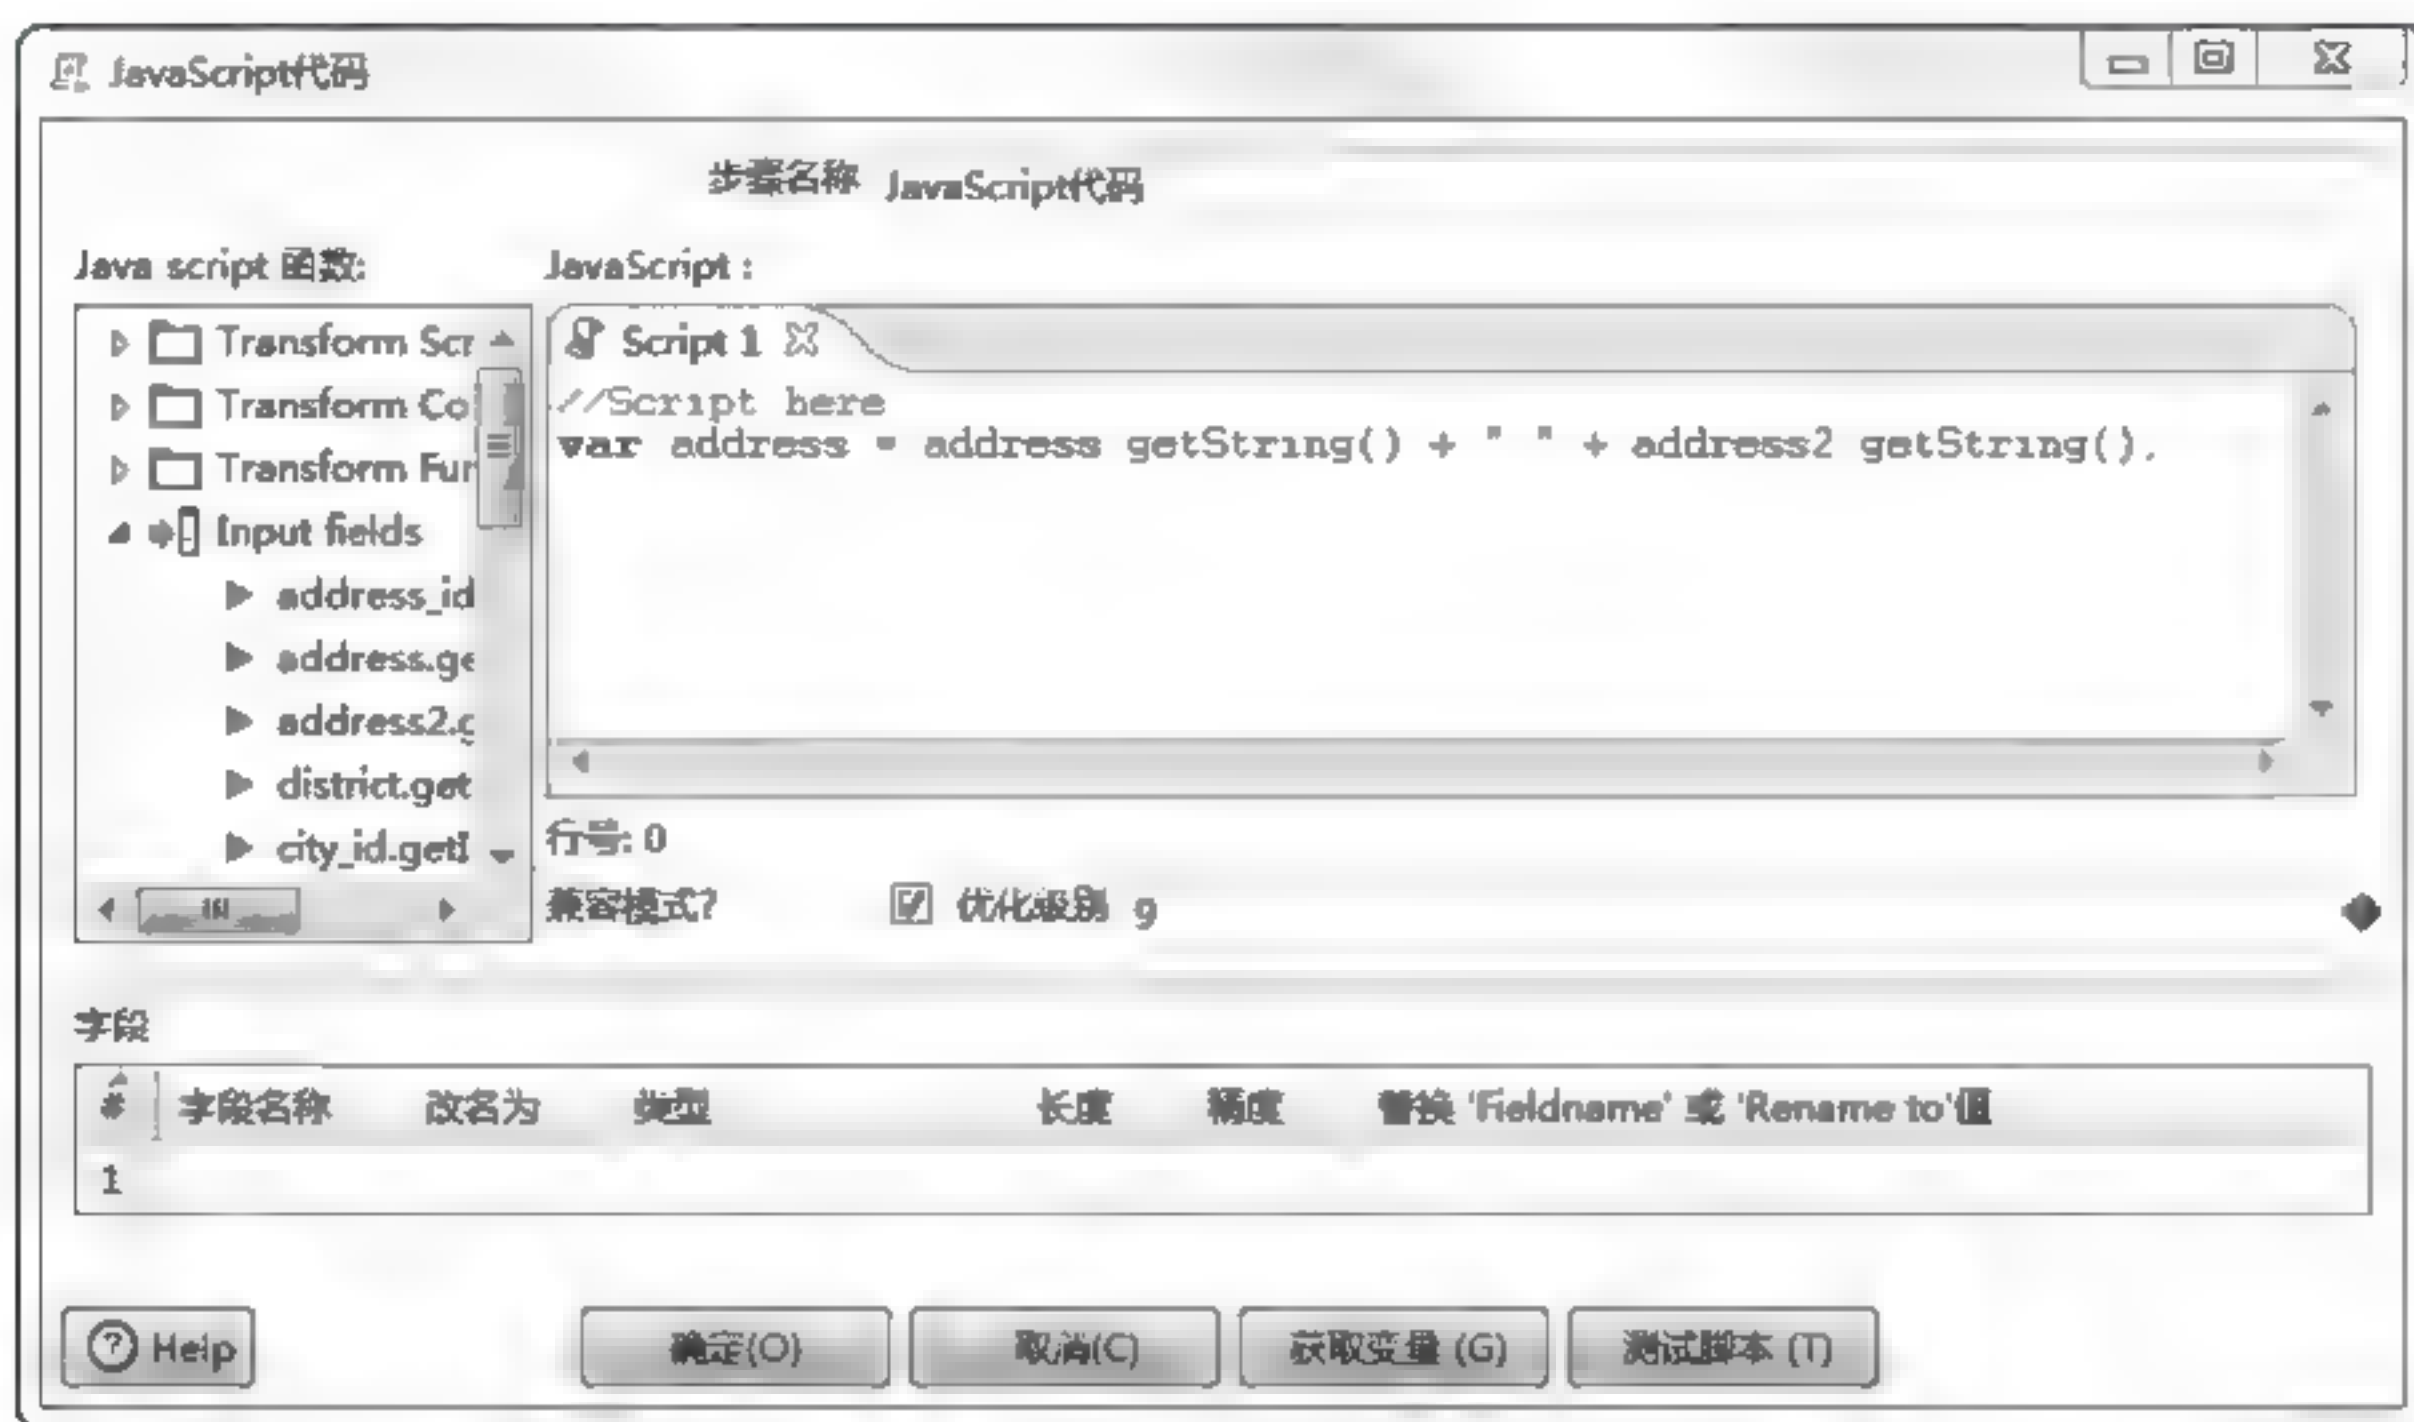 JavaScript代码
步骤名称 JavaScript代码
Java script 函数:
JavaScript :
Transform Scr
Transform Co
Transform Fur
Input fields
address_id
address.ge
address2.g
district.get
city_id.getI
Script 1
//Script here
var address = address getString() + " " + address2 getString().
行号: 0
兼容模式?
优化级别 9
字段
# 字段名称 改名为 类型 长度 精度 替换 'Fieldname' 或 'Rename to'值
1
Help 确定(O) 取消(C) 获取变量 (G) 测试脚本 (T)